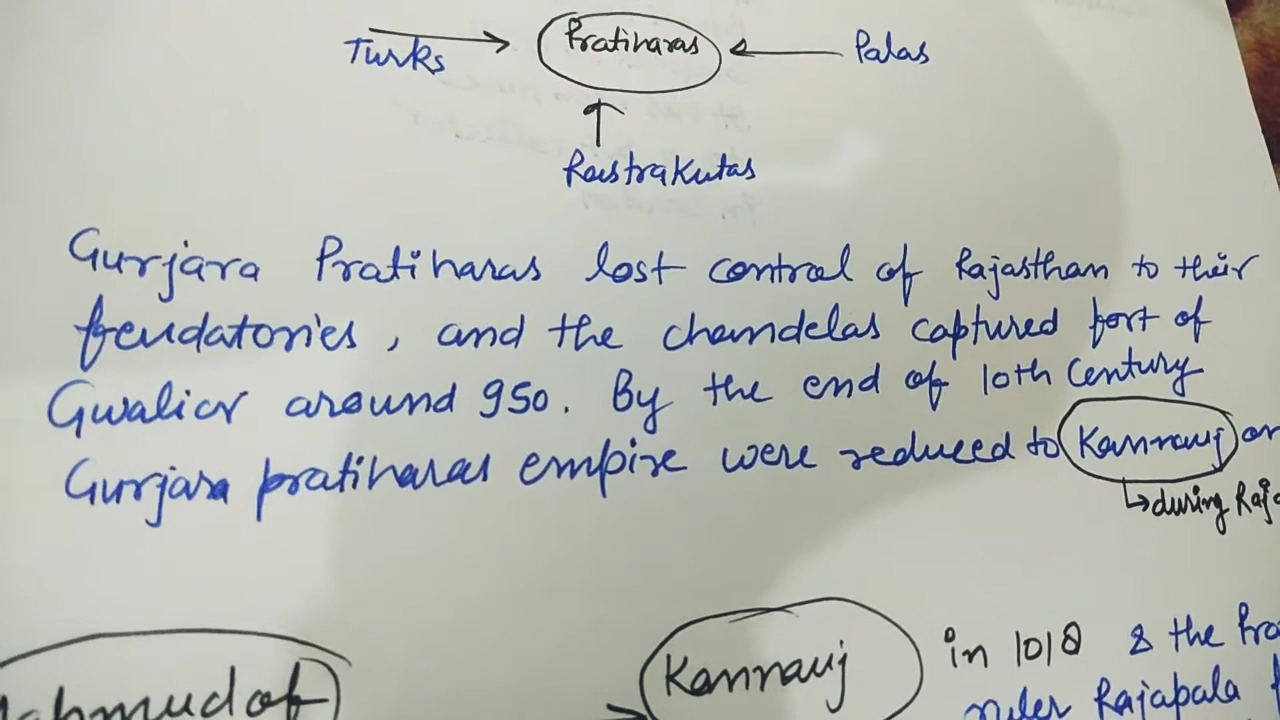 Turks → Pratiharas ← Palas
↑
Rastrakutas
Gurjara Pratiharas lost control of Rajasthan to their
feudatories, and the chandelas captured fort of
Gwalior around 950. By the end of 10th Century
Gurjara pratiharas empire were reduced to Kannauj
↳ during
in 1018 & the
Kannauj
ruler Rajapala